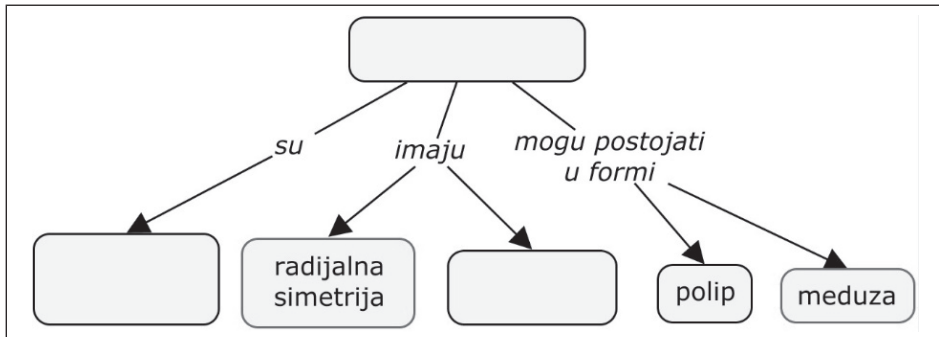 su
imaju
mogu postojati
u formi
radijalna
simetrija
polip
meduza